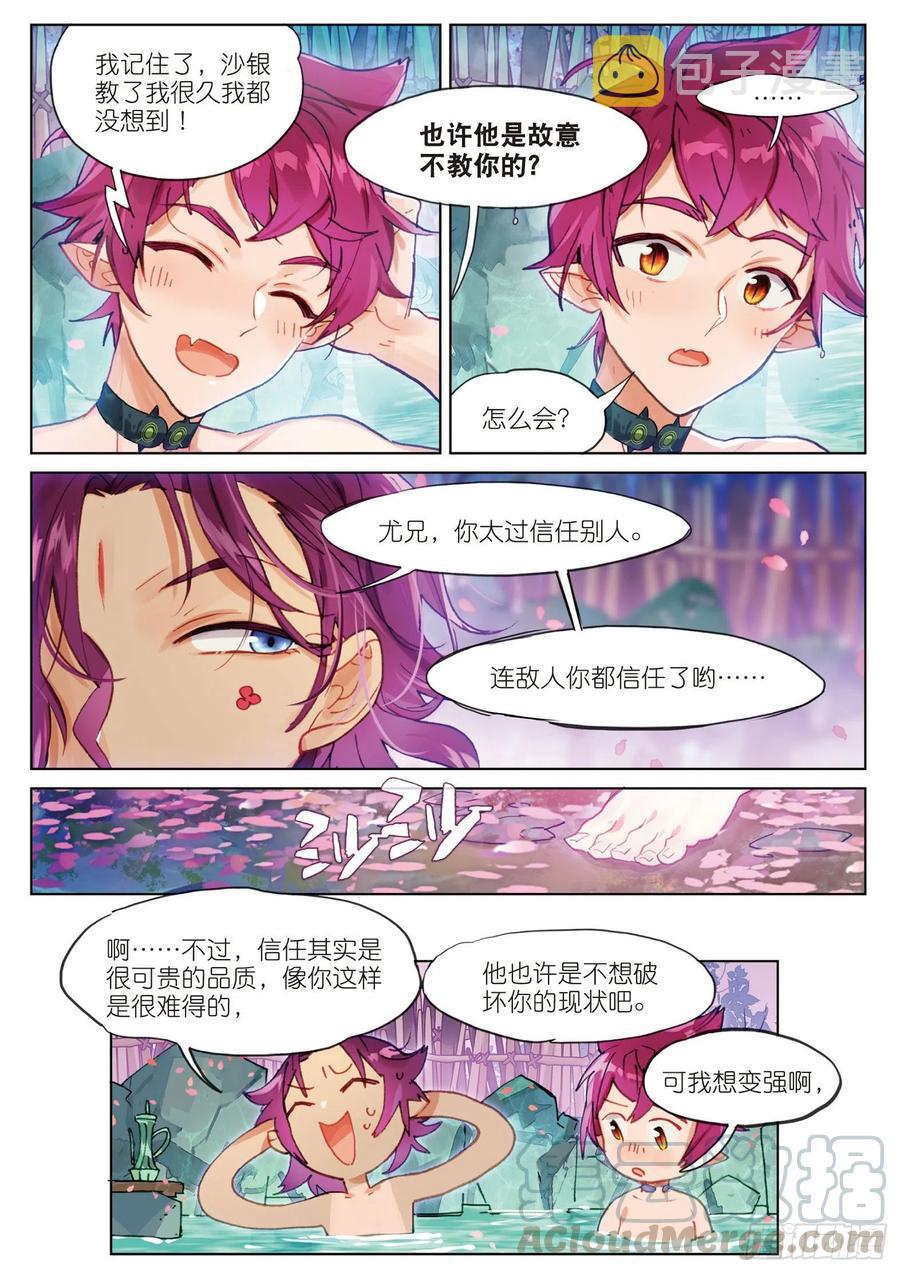 我记住了，沙银
教了我很久我都
没想到！
包子漫畫
也许他是故意
不教你的？
……
怎么会？
尤兄，你太过信任别人。
连敌人你都信任了哟……
沙沙
啊……不过，信任其实是
很可贵的品质，像你这样
是很难得的，
他也许是不想破
坏你的现状吧。
可我想变强啊，
AcloudMerge.com